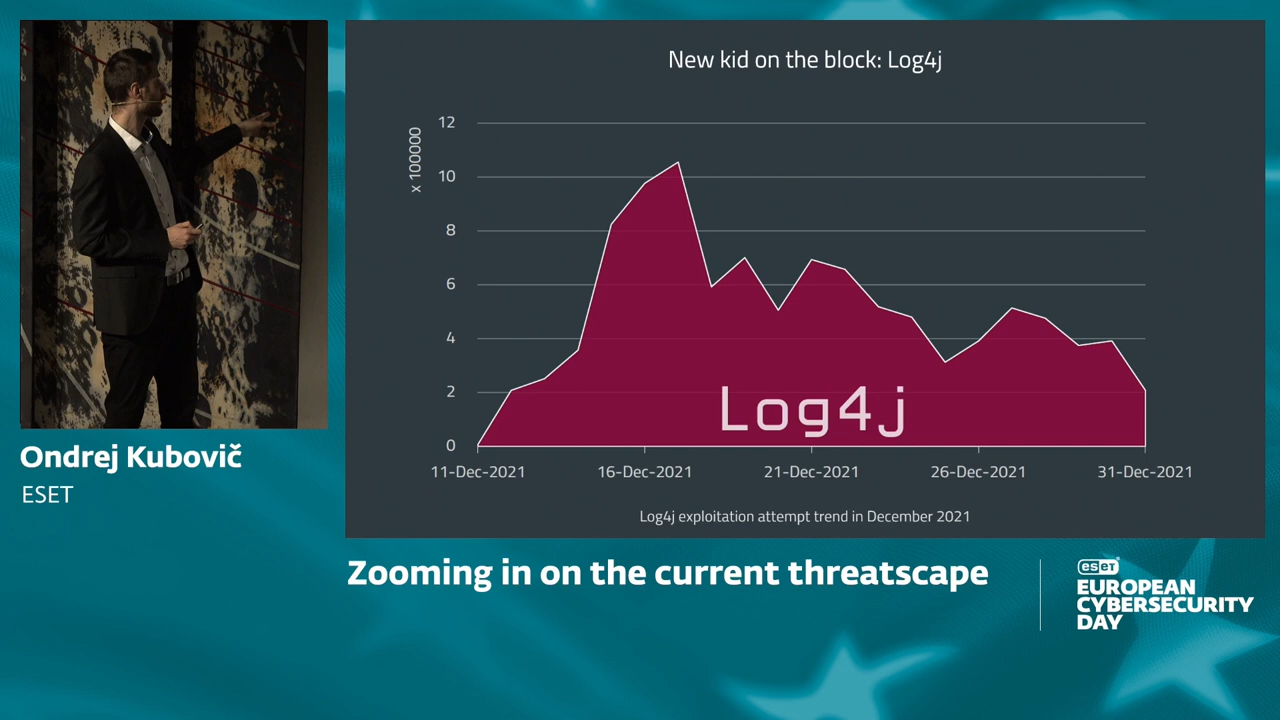 New kid on the block: Log4j
x 100000
12
10
8
6
4
2
0
Log4j
11-Dec-2021
16-Dec-2021
21-Dec-2021
26-Dec-2021
31-Dec-2021
Log4j exploitation attempt trend in December 2021
Ondrej Kubovič
ESET
Zooming in on the current threatscape
eset
EUROPEAN
CYBERSECURITY
DAY